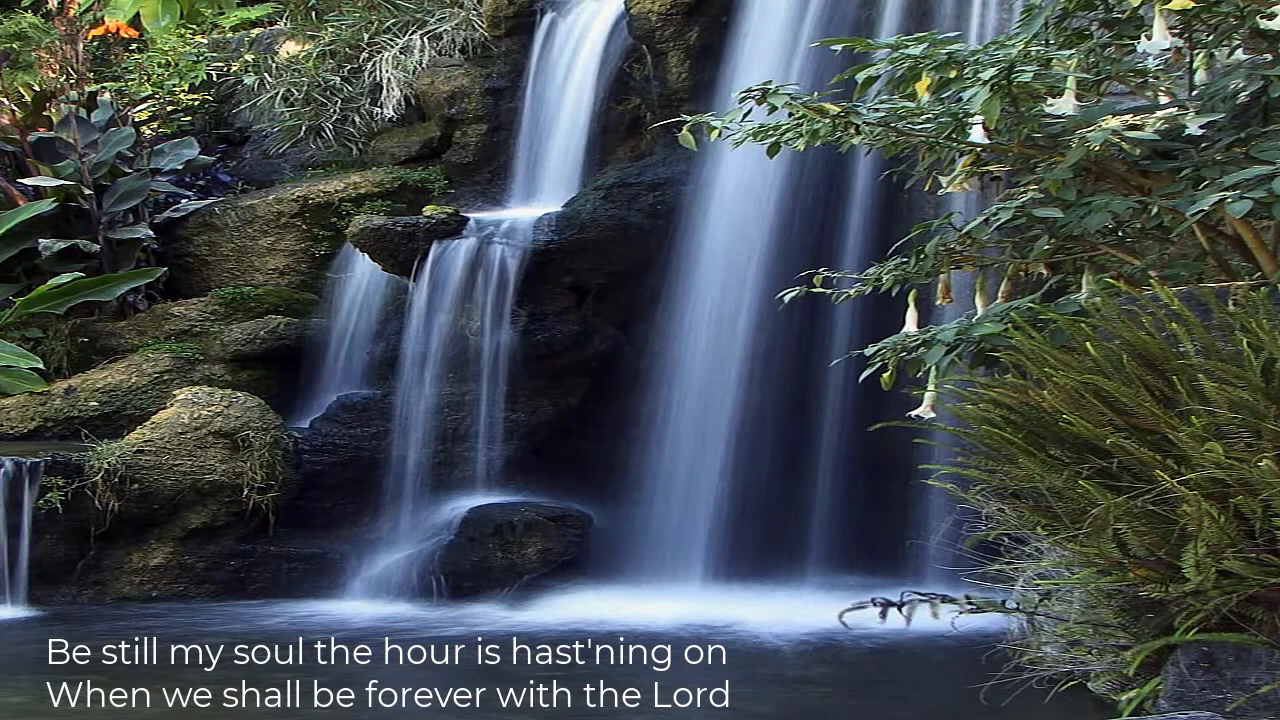 Be still my soul the hour is hast'ning on
When we shall be forever with the Lord